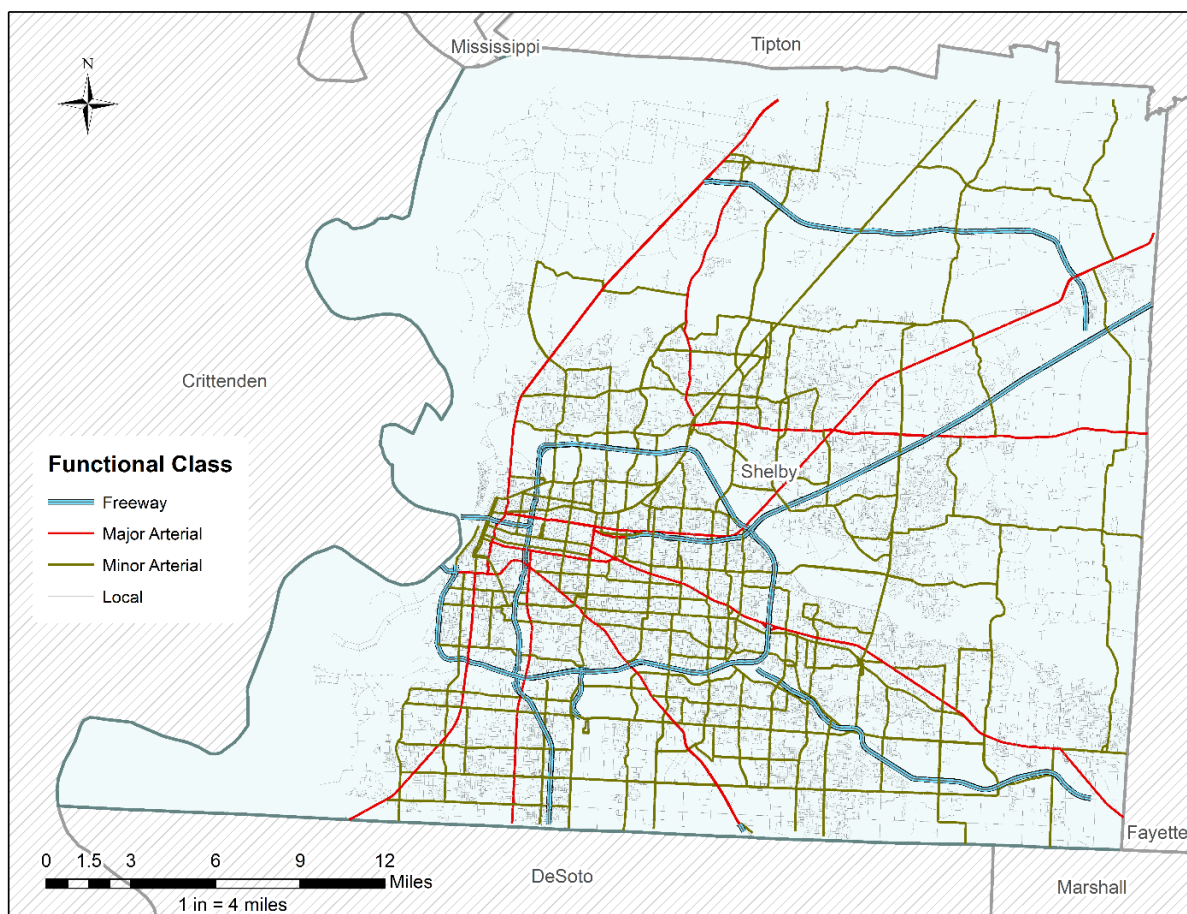 Mississippi
Tipton
N
Crittenden
Shelby
Functional Class
Freeway
Major Arterial
Minor Arterial
Local
Fayette
DeSoto
Marshall
0 1.5 3 6 9 12
Miles
1 in = 4 miles